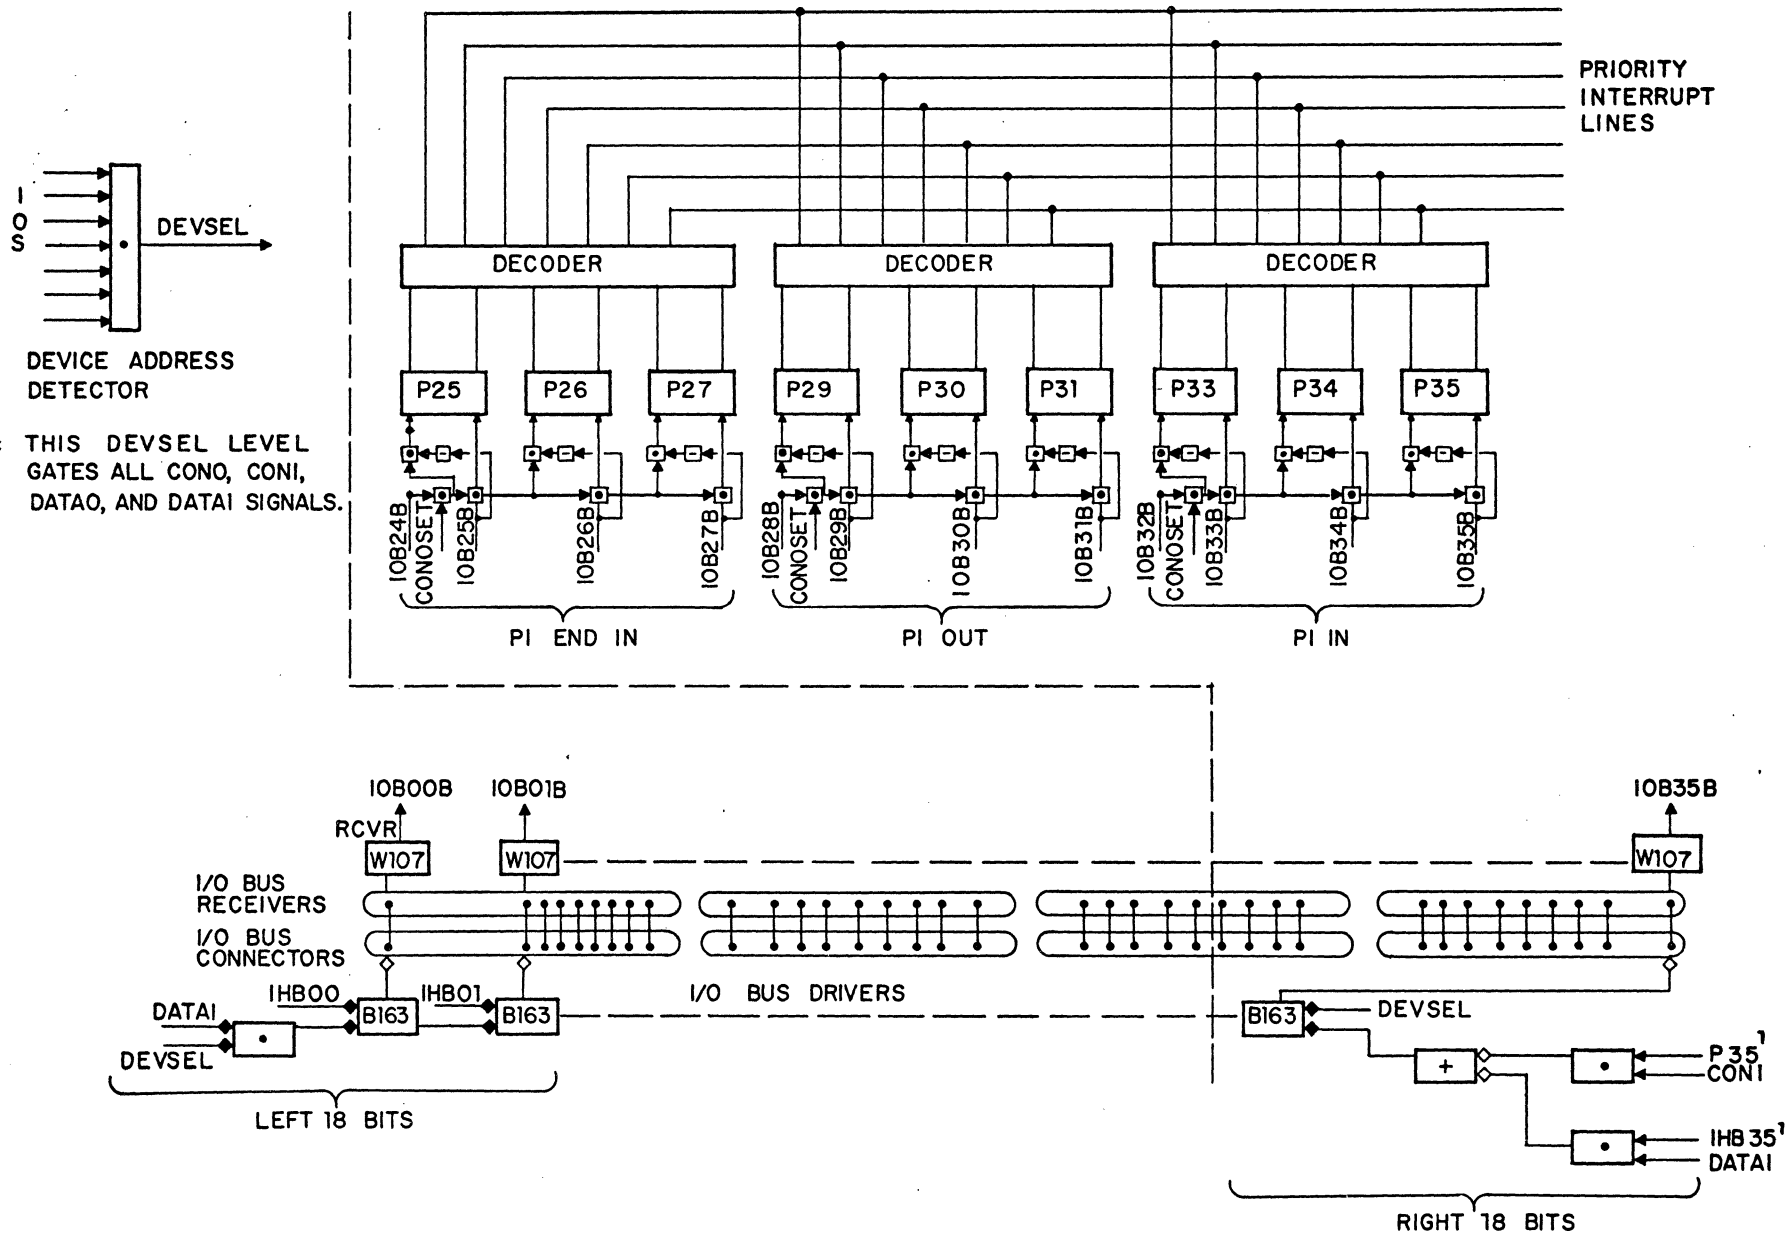 PRIORITY
INTERRUPT
LINES
I
O
S
DEVSEL
DECODER
DECODER
DECODER
DEVICE ADDRESS
DETECTOR
P25
P26
P27
P29
P30
P31
P33
P34
P35
: THIS DEVSEL LEVEL
GATES ALL CONO, CONI,
DATAO, AND DATAI SIGNALS.
IOB24B
CONOSET
IOB25B
IOB26B
IOB27B
IOB28B
CONOSET
IOB29B
IOB30B
IOB31B
IOB32B
CONOSET
IOB33B
IOB34B
IOB35B
PI END IN
PI OUT
PI IN
IOB00B
IOB01B
IOB35B
RCVR
W107
W107
W107
I/O BUS
RECEIVERS
I/O BUS
CONNECTORS
IHB00
IHB01
I/O BUS DRIVERS
DATAI
B163
B163
B163
DEVSEL
DEVSEL
+
P35¹
CONI
LEFT 18 BITS
IHB35¹
DATAI
RIGHT 18 BITS